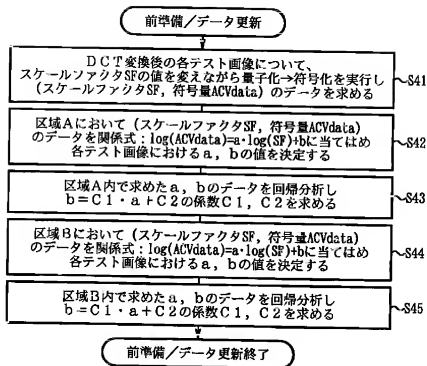 前準備/データ更新
DCT変換後の各テスト画像について、
スケールファクタSFの値を変えながら量子化→符号化を実行し
(スケールファクタSF, 符号量ACVdata) のデータを求める
S41
区域Aにおいて (スケールファクタSF, 符号量ACVdata)
のデータを関係式:log(ACVdata)=a·log(SF)+bに当てはめ
各テスト画像におけるa, bの値を決定する
S42
区域A内で求めたa, bのデータを回帰分析し
b=C1・a+C2の係数C1, C2を求める
S43
区域Bにおいて (スケールファクタSF, 符号量ACVdata)
のデータを関係式:log(ACVdata)=a·log(SF)+bに当てはめ
各テスト画像におけるa, bの値を決定する
S44
区域B内で求めたa, bのデータを回帰分析し
b=C1・a+C2の係数C1, C2を求める
S45
前準備/データ更新終了